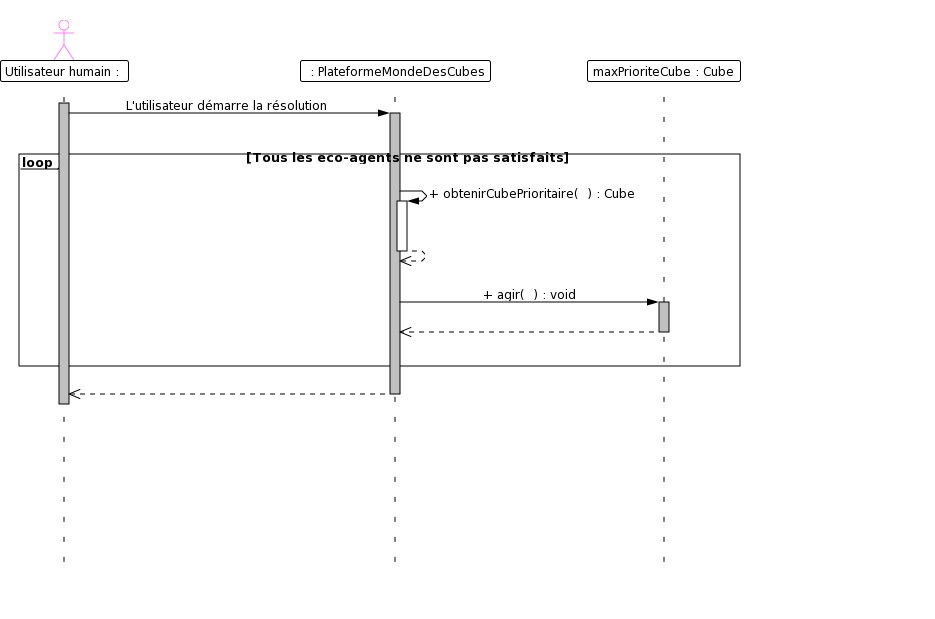 Utilisateur humain :
: PlateformeMondeDesCubes
maxPrioriteCube : Cube
L'utilisateur démarre la résolution
[Tous les eco-agents ne sont pas satisfaits]
loop
+ obtenirCubePrioritaire(  ) : Cube
+ agir(  ) : void